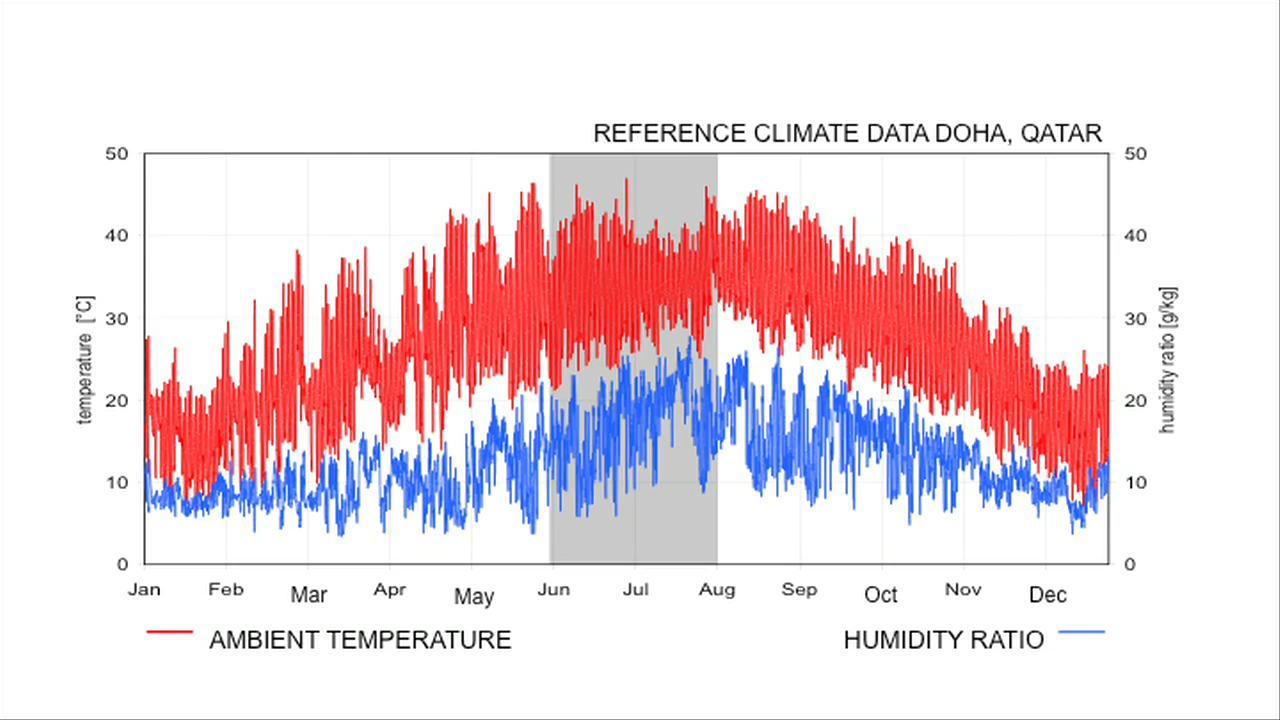 REFERENCE CLIMATE DATA DOHA, QATAR
50 50
40 40
30 30
20 20
10 10
0 0
temperature [°C]
humidity ratio [g/kg]
Jan Feb Mar Apr May Jun Jul Aug Sep Oct Nov Dec
AMBIENT TEMPERATURE HUMIDITY RATIO